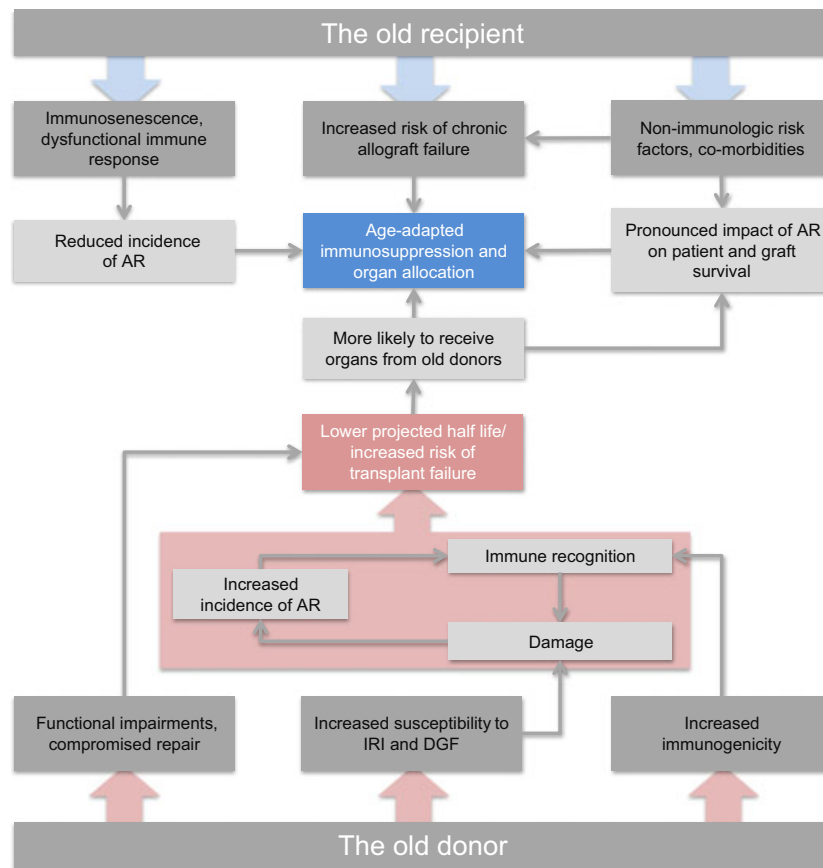 The old recipient
Immunosenescence,
dysfunctional immune
response
Increased risk of chronic
allograft failure
Non-immunologic risk
factors, co-morbidities
Reduced incidence
of AR
Age-adapted
immunosuppression and
organ allocation
Pronounced impact of AR
on patient and graft
survival
More likely to receive
organs from old donors
Lower projected half life/
increased risk of
transplant failure
Immune recognition
Increased
incidence of AR
Damage
Functional impairments,
compromised repair
Increased susceptibility to
IRI and DGF
Increased
immunogenicity
The old donor